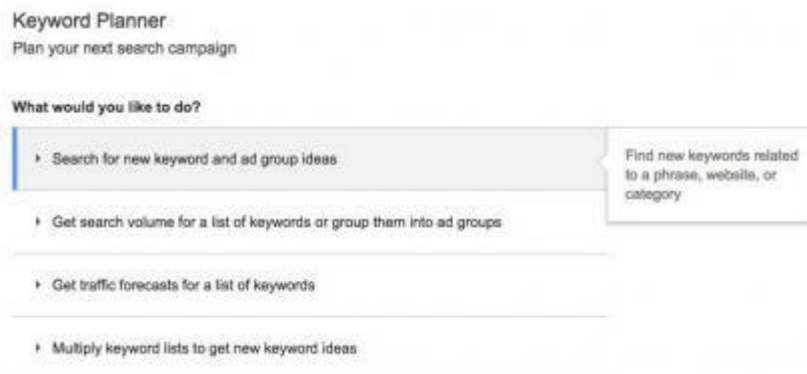 Keyword Planner
Plan your next search campaign
What would you like to do?
Search for new keyword and ad group ideas
Find new keywords related
to a phrase, website, or
category
Get search volume for a list of keywords or group them into ad groups
Get traffic forecasts for a list of keywords
Multiply keyword lists to get new keyword ideas